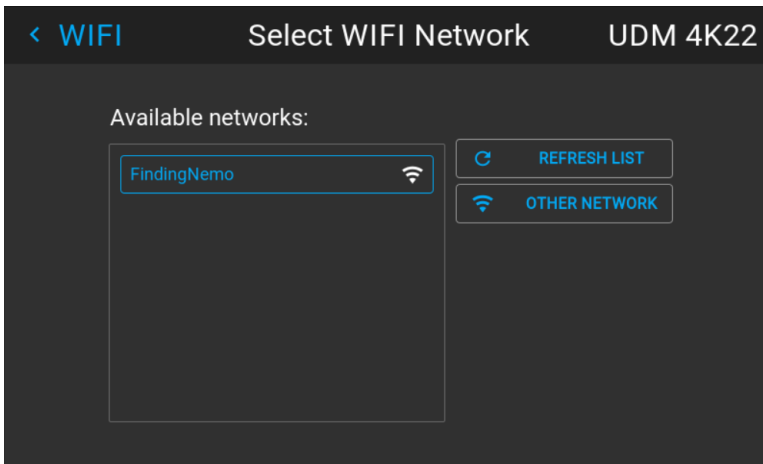 WIFI Select WIFI Network UDM 4K22
Available networks:
FindingNemo
REFRESH LIST
OTHER NETWORK